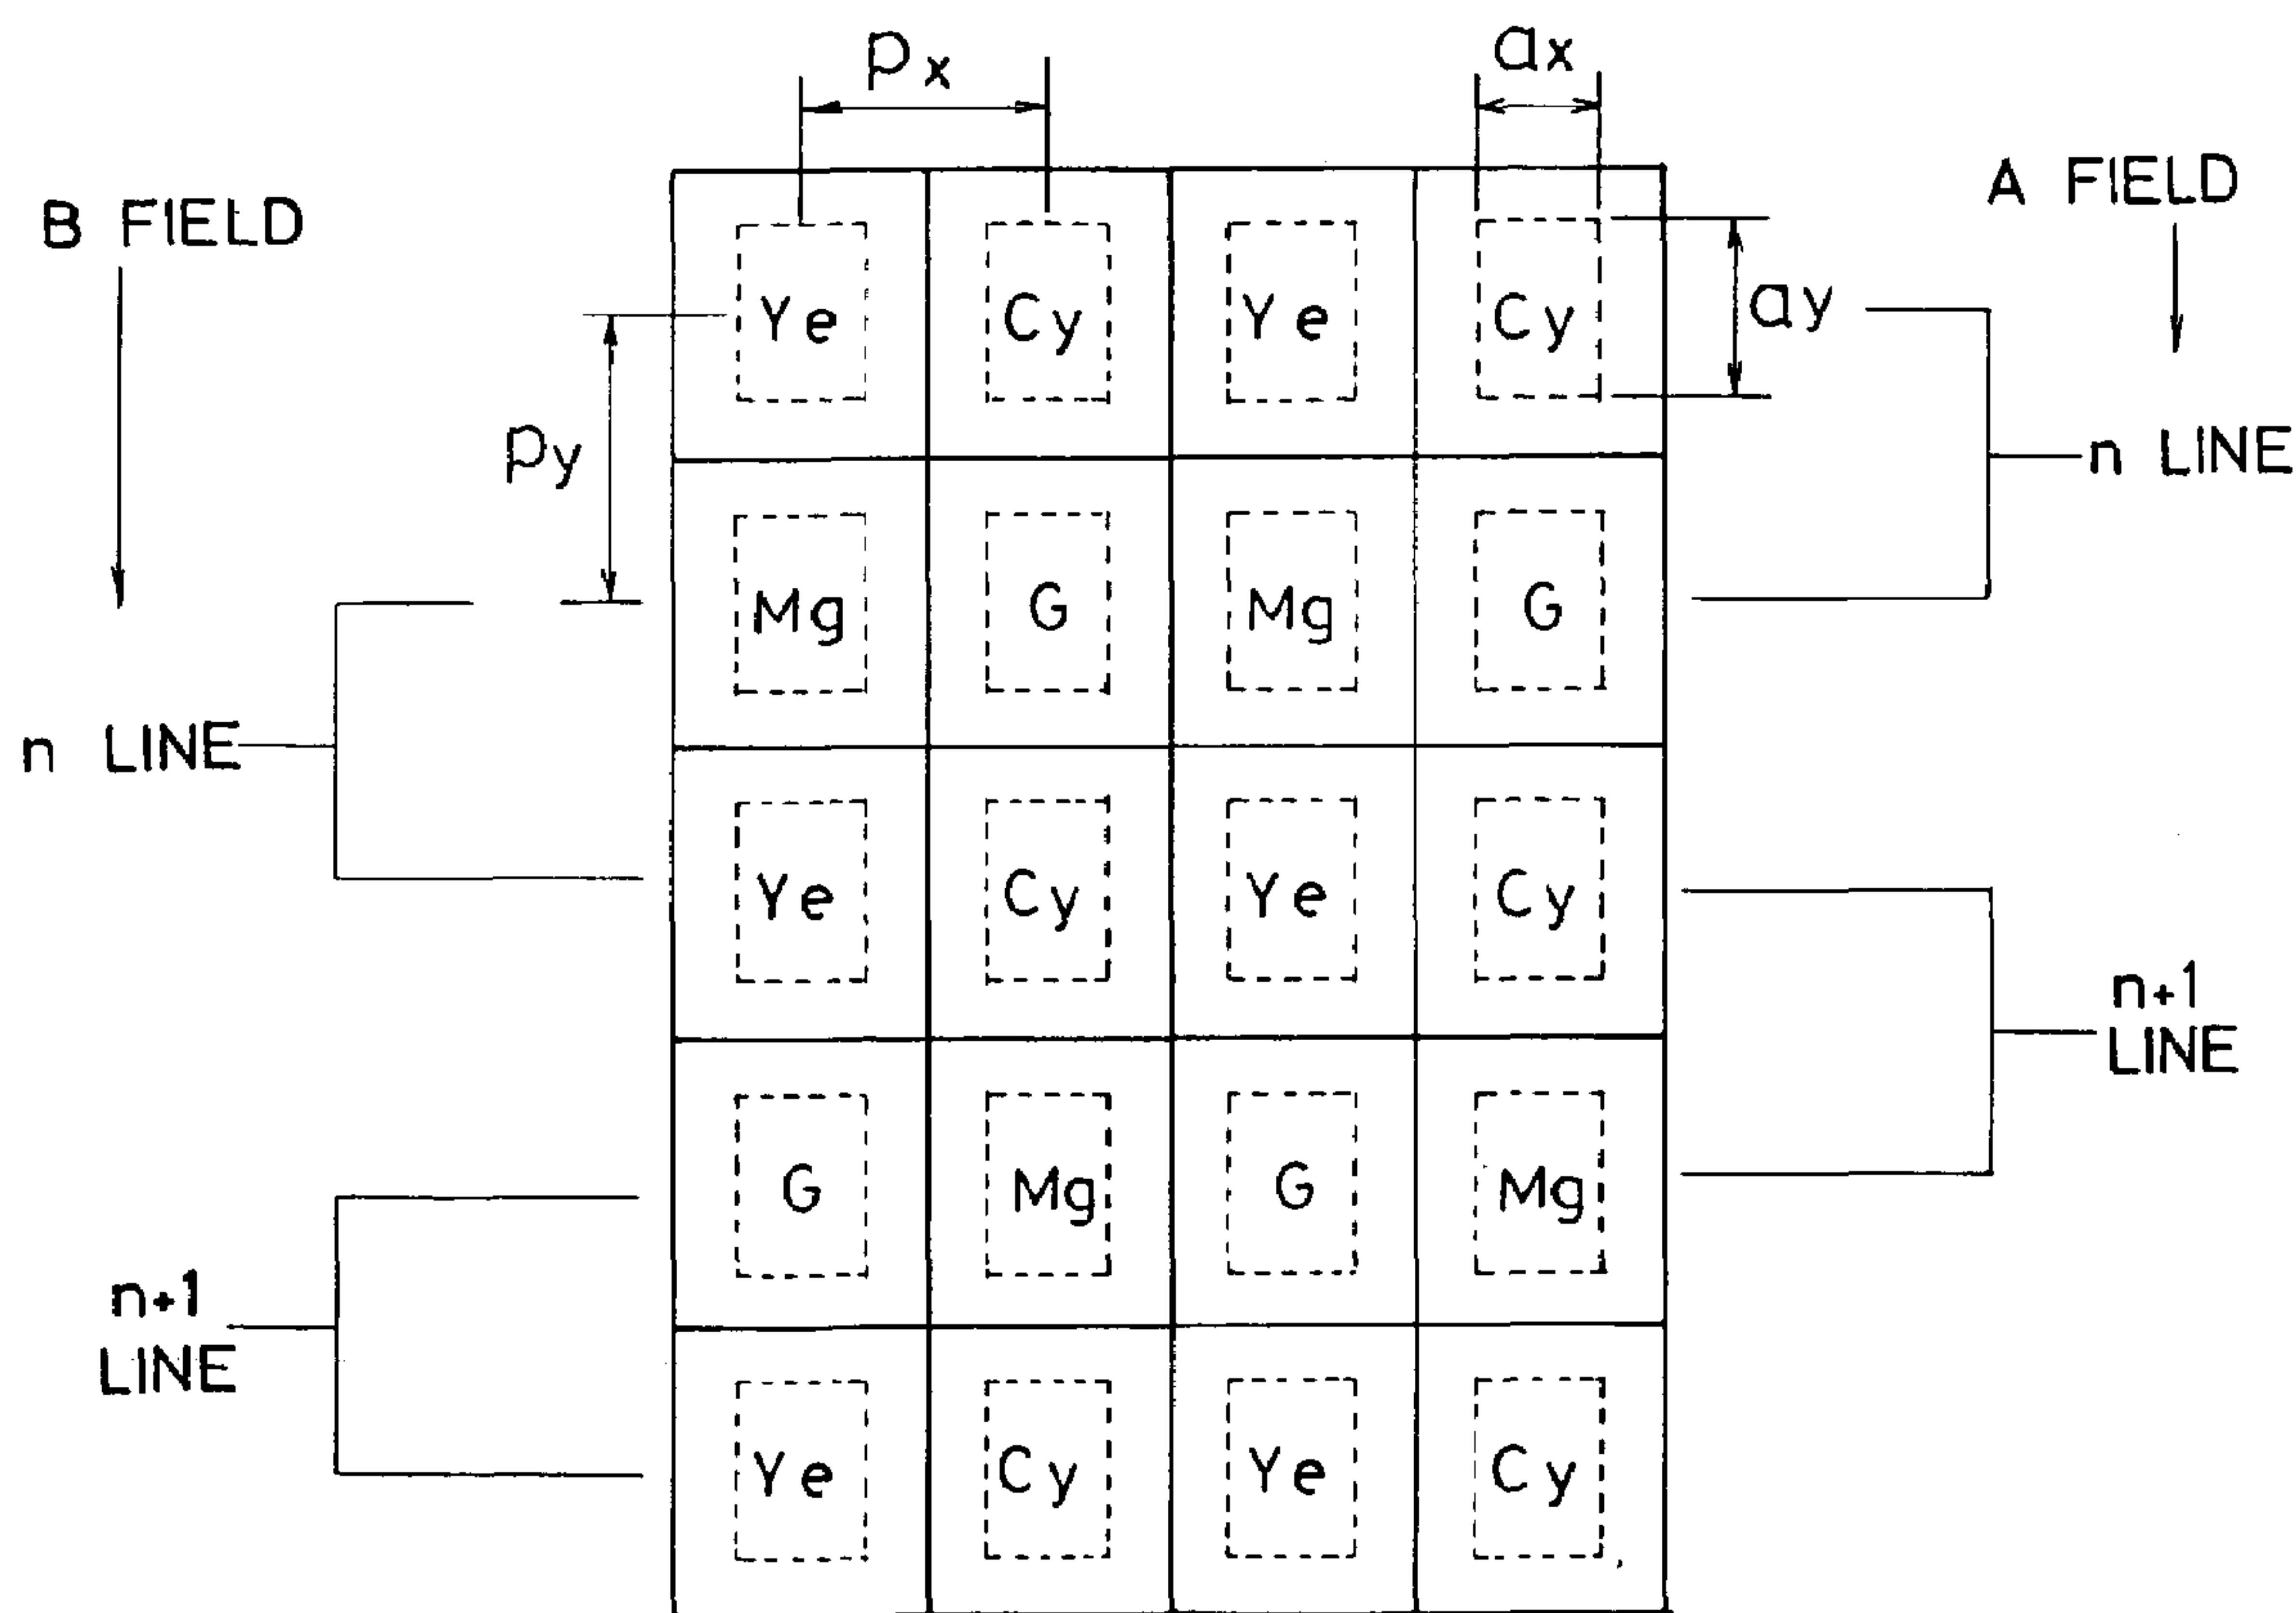 Px
ax
B FIELD
A FIELD
Ye Cy Ye Cy
ay
Py
n LINE
Mg G Mg G
n LINE
Ye Cy Ye Cy
n+1
LINE
G Mg G Mg
n+1
LINE
Ye Cy Ye Cy